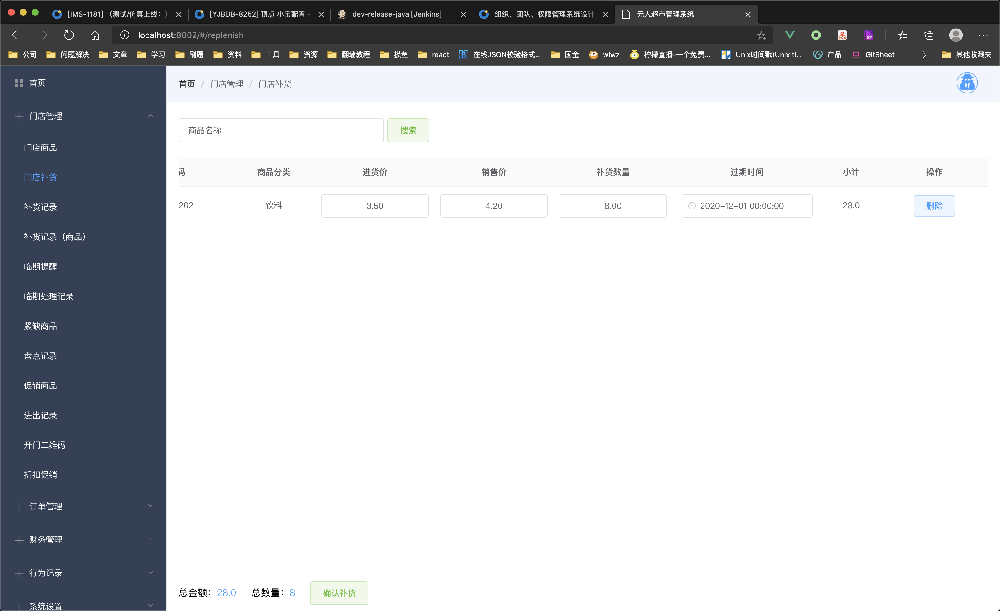 [IMS-1181] （测试/仿真上线：）
[YJBDB-8252] 顶点 小宝配置 -
dev-release-java [Jenkins]
组织、团队、权限管理系统设计
无人超市管理系统
localhost:8002/#/replenish
公司 问题解决 文章 学习 刷题 资料 工具 资源 翻墙教程 摸鱼 react 在线JSON校验格式... 国金 wlwz 柠檬直播-一个免费... Unix时间戳(Unix ti... 产品 GitSheet 其他收藏夹
首页
门店管理
门店商品
门店补货
补货记录
补货记录（商品）
临期提醒
临期处理记录
紧缺商品
盘点记录
促销商品
进出记录
开门二维码
折扣促销
订单管理
财务管理
行为记录
系统设置
首页 / 门店管理 / 门店补货
商品名称 搜索
码 商品分类 进货价 销售价 补货数量 过期时间 小计 操作
202 饮料 3.50 4.20 8.00 2020-12-01 00:00:00 28.0 删除
总金额：28.0 总数量：8 确认补货